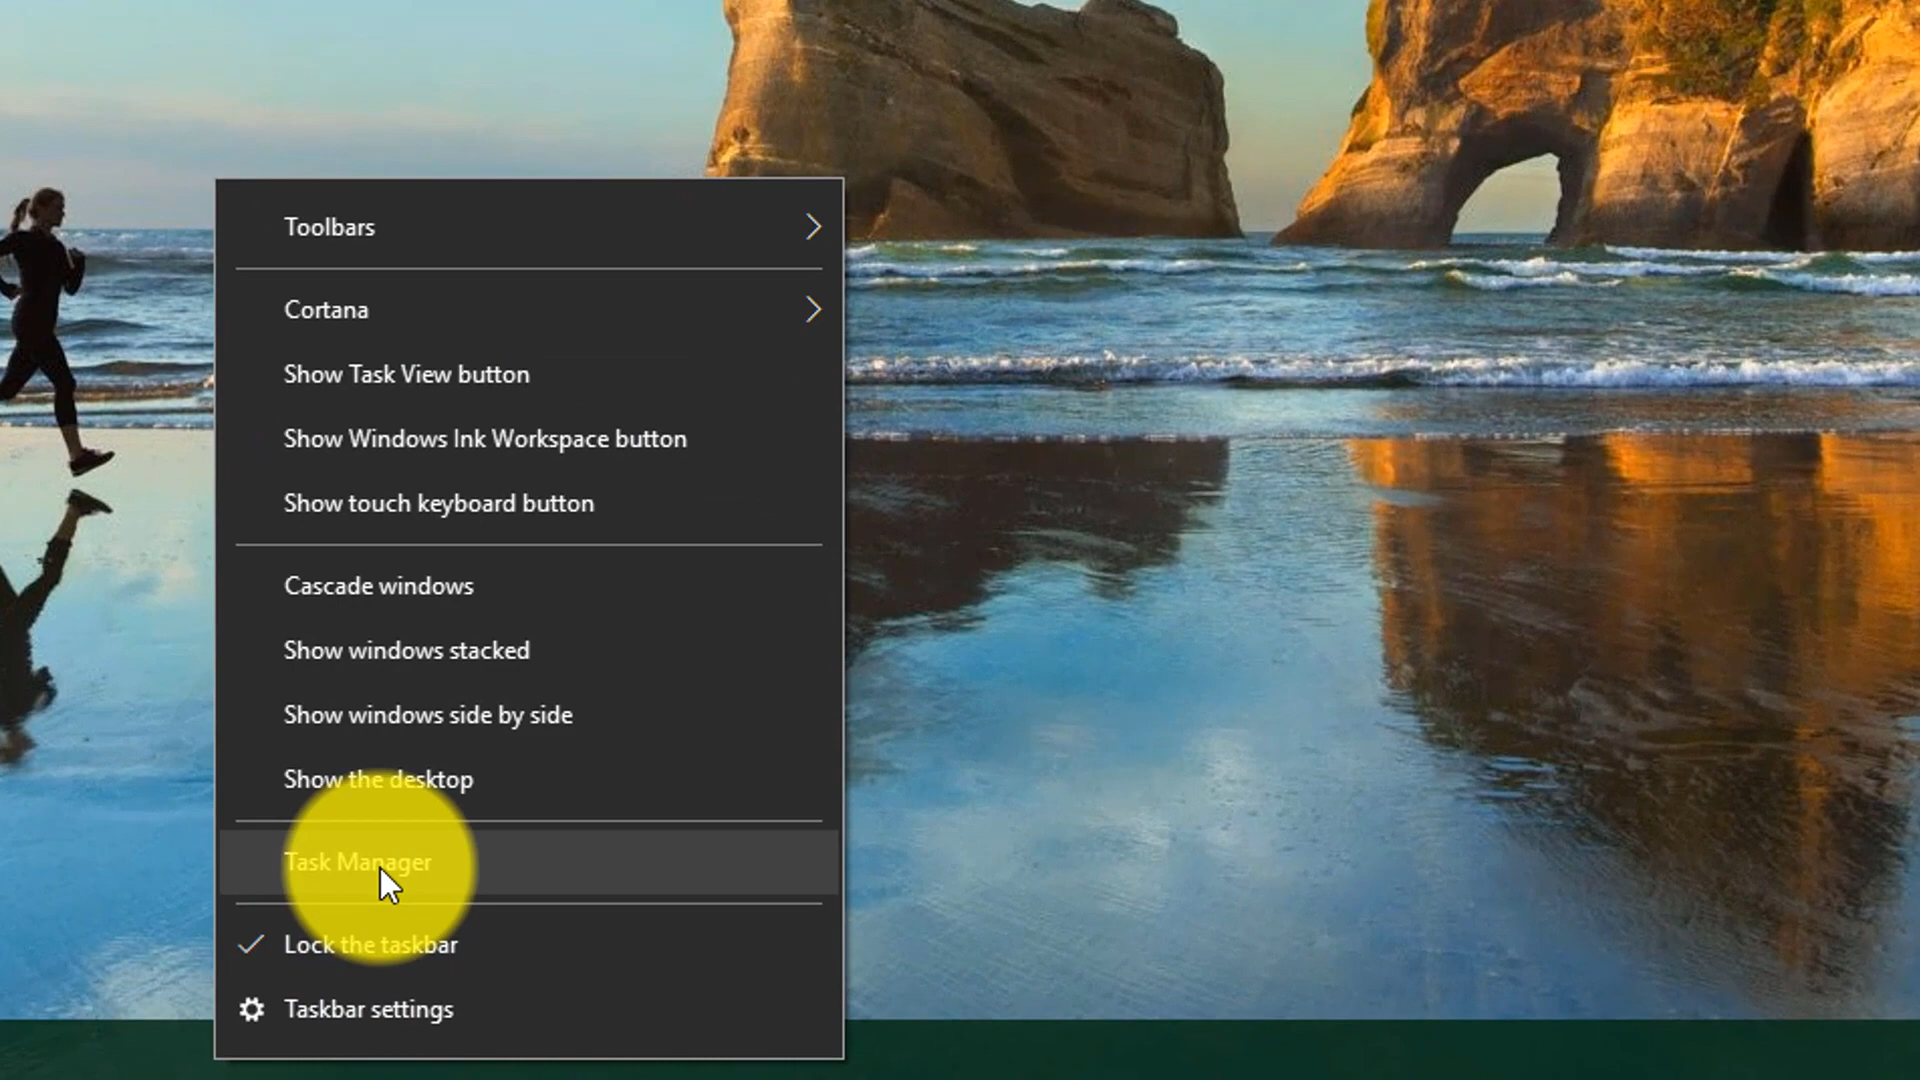 Toolbars
Cortana
Show Task View button
Show Windows Ink Workspace button
Show touch keyboard button
Cascade windows
Show windows stacked
Show windows side by side
Show the desktop
Task Manager
Lock the taskbar
Taskbar settings